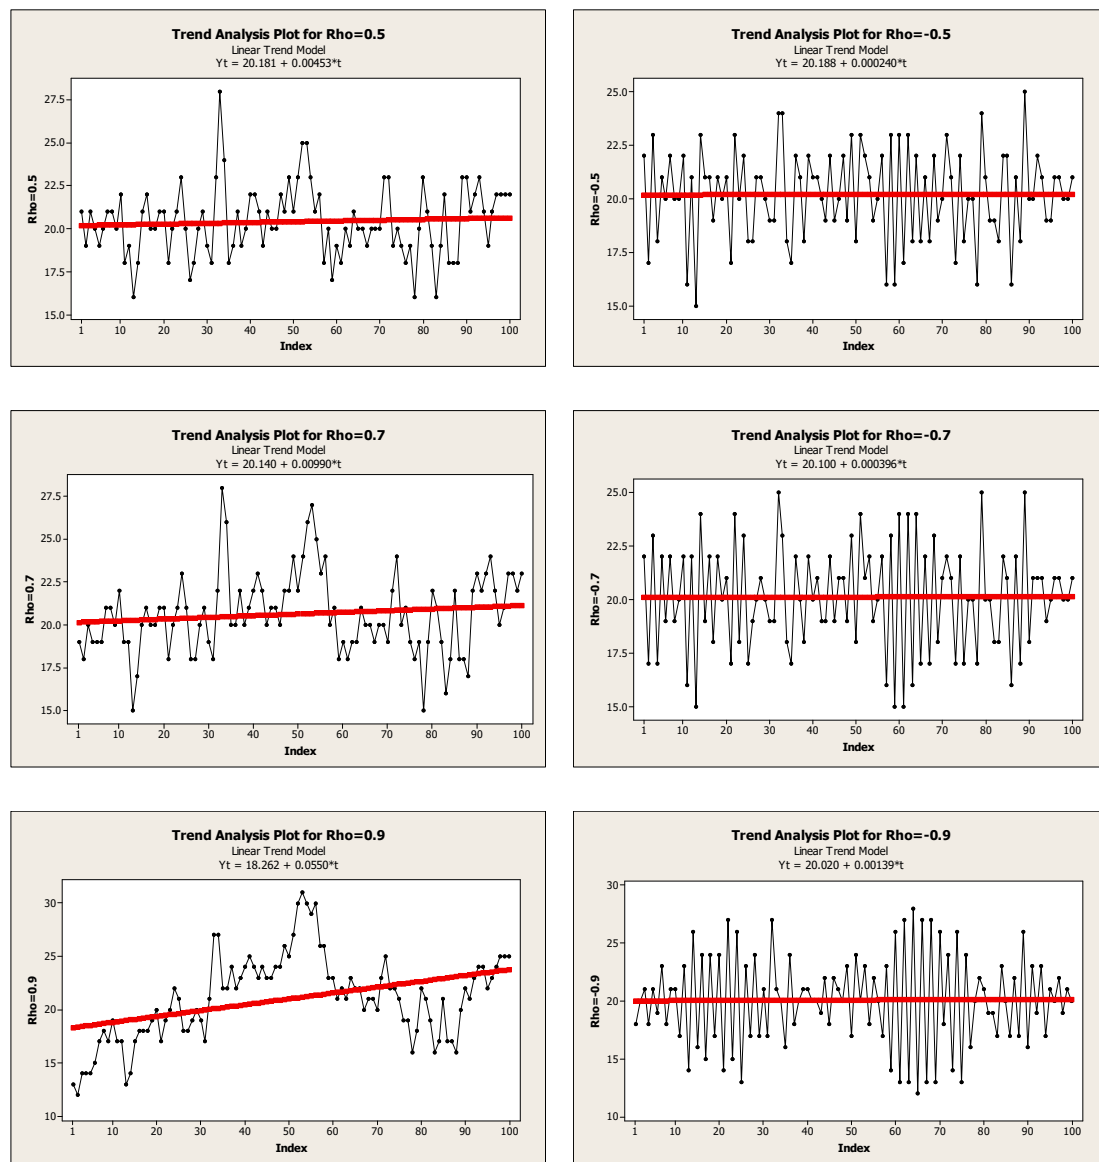 Trend Analysis Plot for Rho=0.5
Linear Trend Model
Yt = 20.181 + 0.00453*t
27.5
25.0
22.5
20.0
17.5
15.0
Rho=0.5
1 10 20 30 40 50 60 70 80 90 100
Index
Trend Analysis Plot for Rho=-0.5
Linear Trend Model
Yt = 20.188 + 0.000240*t
25.0
22.5
20.0
17.5
15.0
Rho=-0.5
1 10 20 30 40 50 60 70 80 90 100
Index
Trend Analysis Plot for Rho=0.7
Linear Trend Model
Yt = 20.140 + 0.00990*t
27.5
25.0
22.5
20.0
17.5
15.0
Rho=0.7
1 10 20 30 40 50 60 70 80 90 100
Index
Trend Analysis Plot for Rho=-0.7
Linear Trend Model
Yt = 20.100 + 0.000396*t
25.0
22.5
20.0
17.5
15.0
Rho=-0.7
1 10 20 30 40 50 60 70 80 90 100
Index
Trend Analysis Plot for Rho=0.9
Linear Trend Model
Yt = 18.262 + 0.0550*t
30
25
20
15
10
Rho=0.9
1 10 20 30 40 50 60 70 80 90 100
Index
Trend Analysis Plot for Rho=-0.9
Linear Trend Model
Yt = 20.020 + 0.00139*t
30
25
20
15
10
Rho=-0.9
1 10 20 30 40 50 60 70 80 90 100
Index